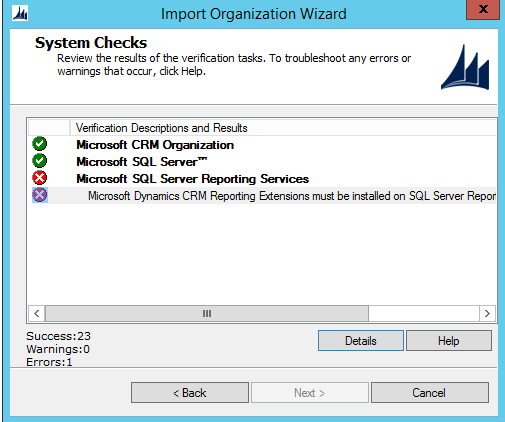 Import Organization Wizard
x
System Checks
Review the results of the verification tasks. To troubleshoot any errors or
warnings that occur, click Help.
Verification Descriptions and Results
Microsoft CRM Organization
Microsoft SQL Server™
Microsoft SQL Server Reporting Services
Microsoft Dynamics CRM Reporting Extensions must be installed on SQL Server Repor
Success:23
Warnings:0
Errors:1
Details
Help
< Back
Next >
Cancel